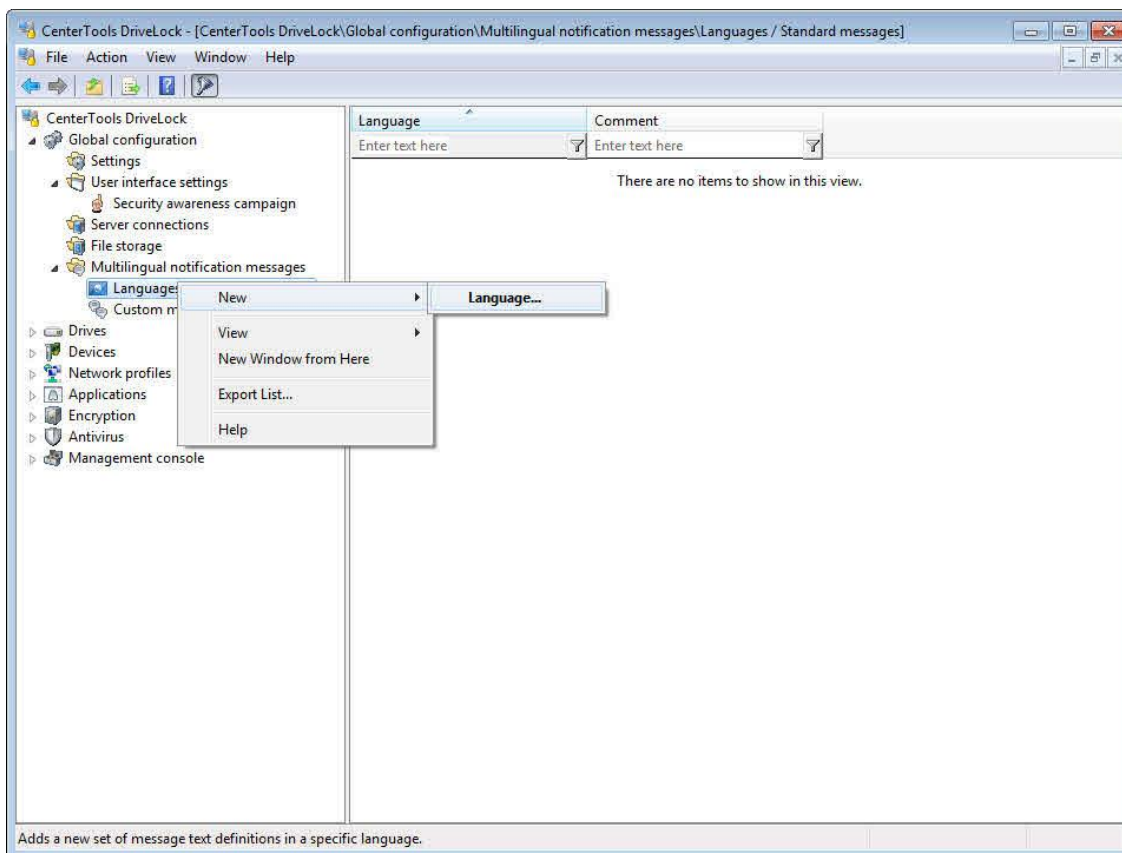 CenterTools DriveLock - [CenterTools DriveLock\Global configuration\Multilingual notification messages\Languages / Standard messages]
File Action View Window Help
CenterTools DriveLock
Global configuration
Settings
User interface settings
Security awareness campaign
Server connections
File storage
Multilingual notification messages
Languages
Custom m
Drives
Devices
Network profiles
Applications
Encryption
Antivirus
Management console
New
View
New Window from Here
Export List...
Help
Language...
Language Comment
Enter text here Enter text here
There are no items to show in this view.
Adds a new set of message text definitions in a specific language.